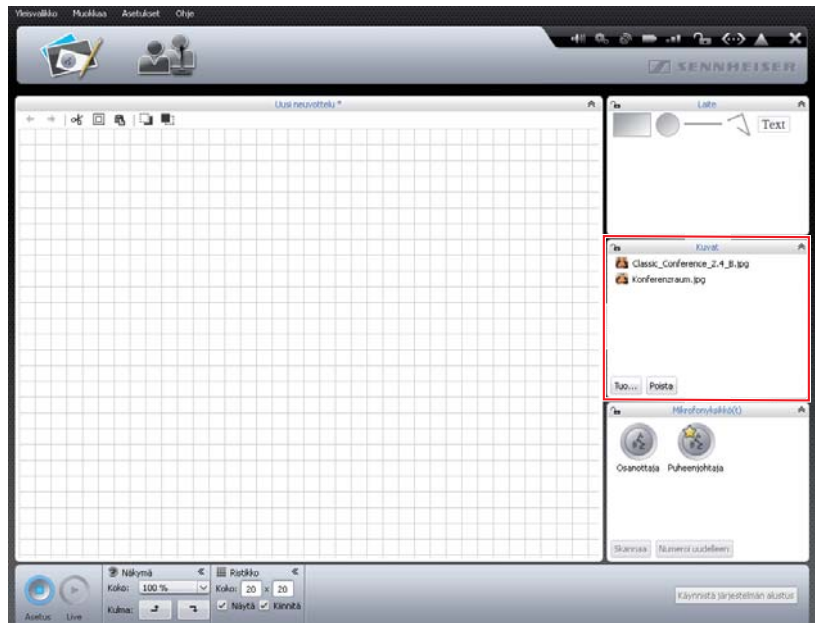 Yleisvalikko Muokkaa Asetukset Ohje
SENNHEISER
Uusi neuvottelu *
Laite
Text
Kuvat
Classic_Conference_2.4_B.jpg
Konferenzraum.jpg
Tuo... Poista
Mikrofoniyksikkö(t)
Osanottaja Puheenjohtaja
Skannaa Numeroi uudelleen
Näkymä Ristikko
Koko: 100 % Koko: 20 x 20
Kulma: Näytä Kiinnitä
Asetus Live
Käynnistä järjestelmän alustus